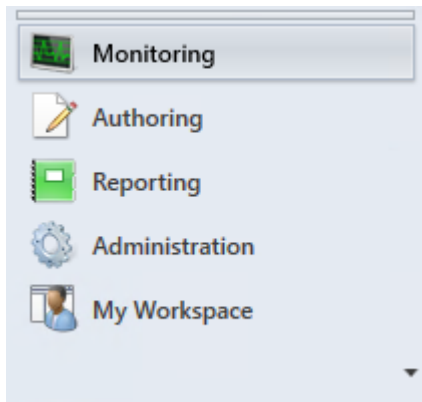 Monitoring
Authoring
Reporting
Administration
My Workspace